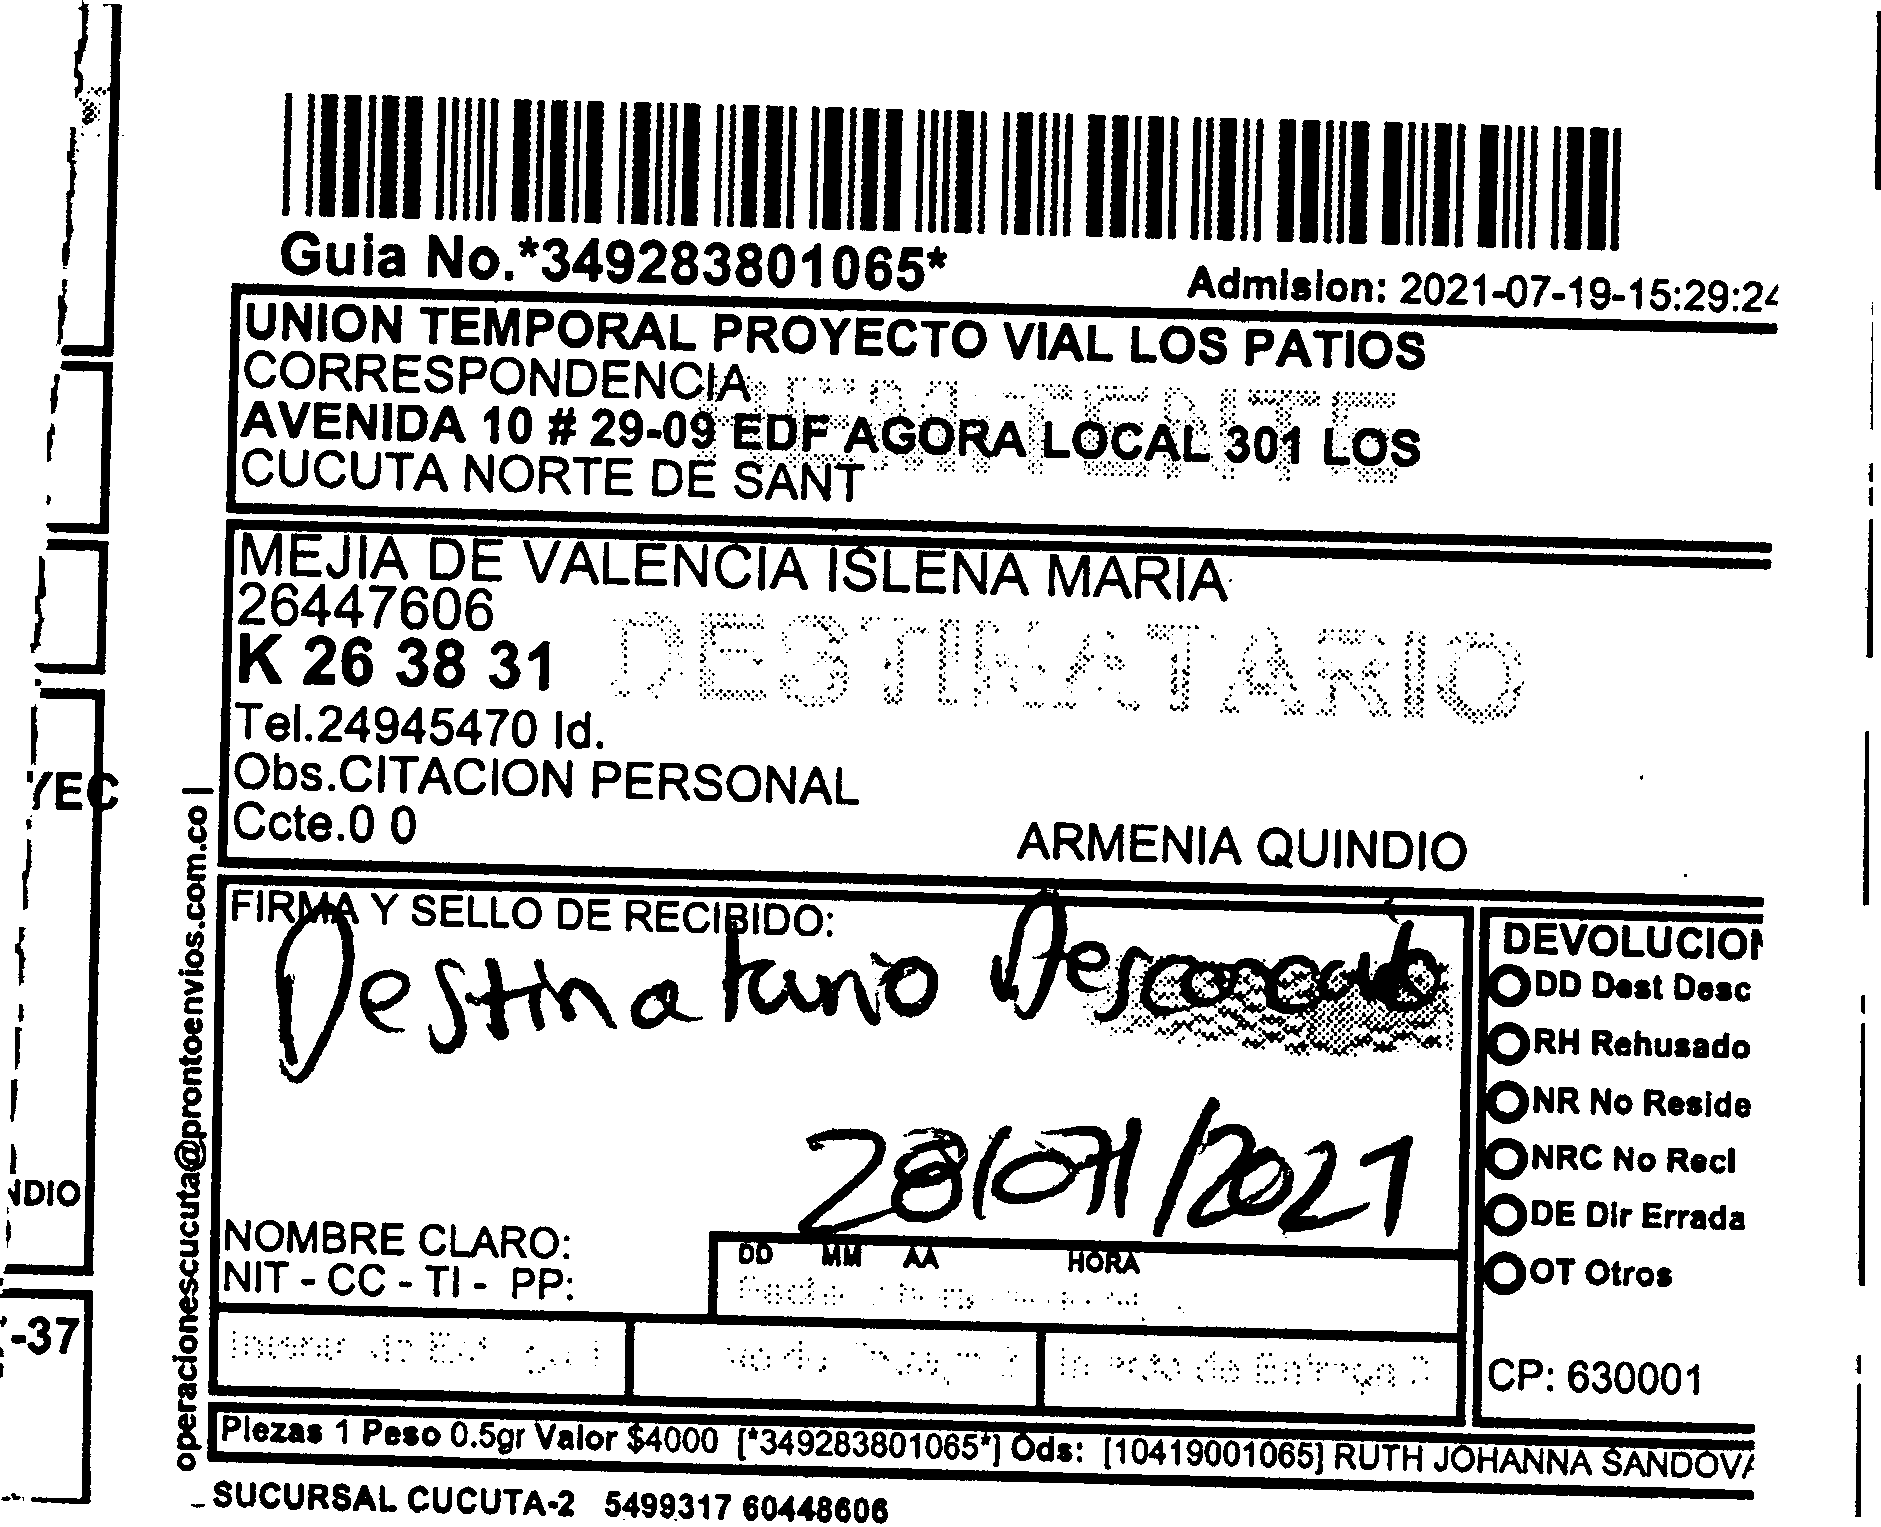 Guia No.*349283801065*
Admision: 2021-07-19-15:29:24
UNION TEMPORAL PROYECTO VIAL LOS PATIOS
CORRESPONDENCIA
REMITENTE
AVENIDA 10 # 29-09 EDF AGORA LOCAL 301 LOS
CUCUTA NORTE DE SANT
MEJIA DE VALENCIA ISLENA MARIA
26447606
K 26 38 31
DESTINATARIO
Tel.24945470 Id.
Obs.CITACION PERSONAL
Ccte.0 0
ARMENIA QUINDIO
FIRMA Y SELLO DE RECIBIDO:
Destinatario Desconocido
28/07/2021
NOMBRE CLARO:
NIT - CC - TI - PP:
DD MM AA HORA
DEVOLUCION
DD Dest Desc
RH Rehusado
NR No Reside
NRC No Recl
DE Dir Errada
OT Otros
CP: 630001
Piezas 1 Peso 0.5gr Valor $4000 [*349283801065*] Ods: [10419001065] RUTH JOHANNA SANDOVA
SUCURSAL CUCUTA-2 5499317 60448606
operacionescucuta@prontoenvios.com.co |
YEC
NDIO
-37